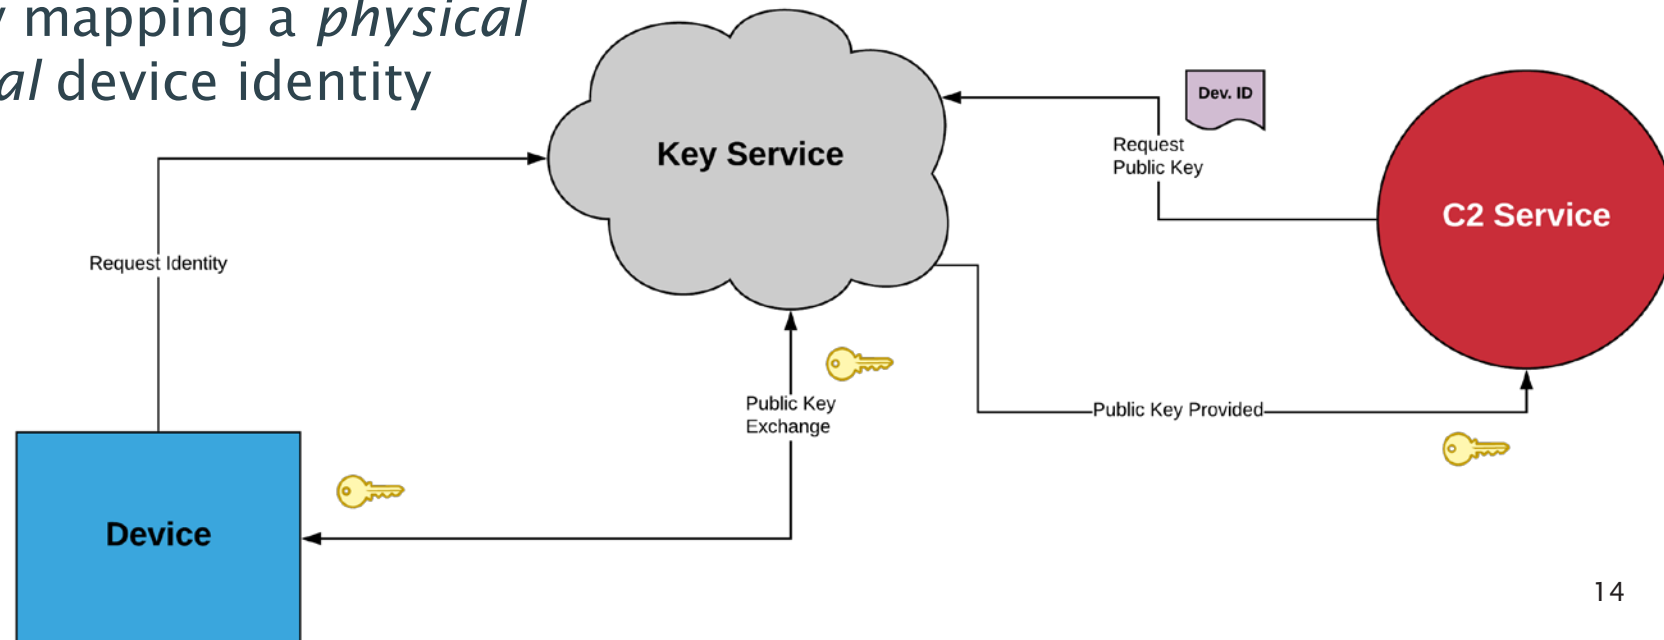 mapping a physical
device identity
Dev. ID
Key Service
Request
Public Key
C2 Service
Request Identity
Public Key
Exchange
Public Key Provided
Device
14